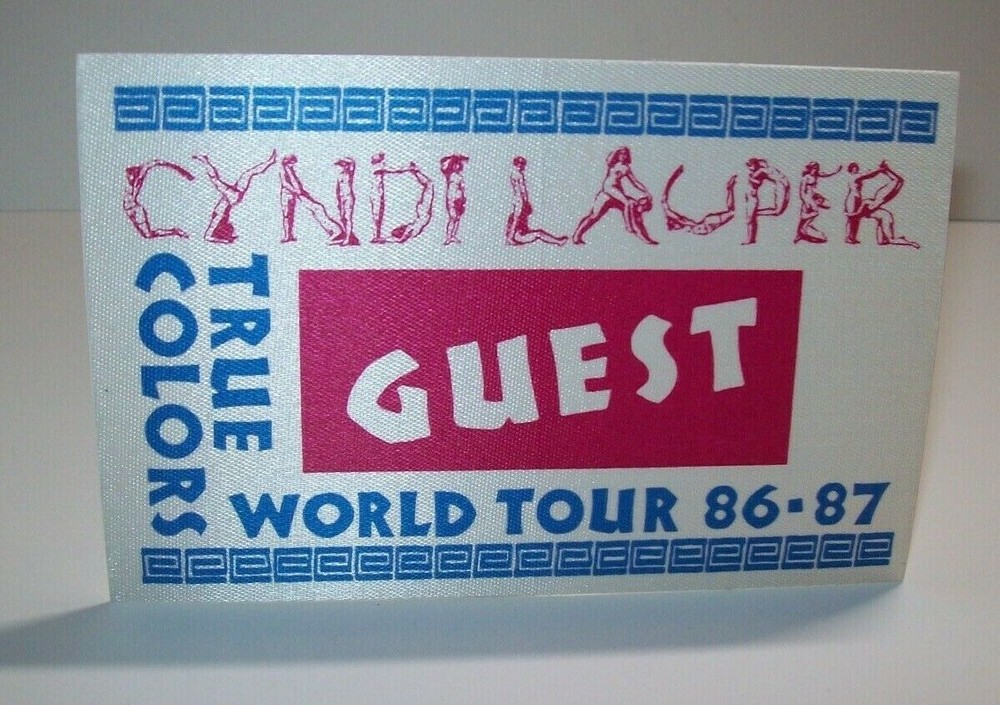 CYNDI LAUPER
TRUE
COLORS
GUEST
WORLD TOUR 86-87